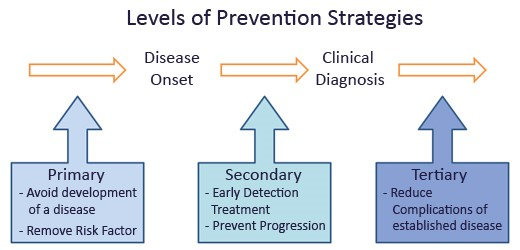 Levels of Prevention Strategies
Disease
Onset
Clinical
Diagnosis
Primary
- Avoid development
of a disease
- Remove Risk Factor
Secondary
- Early Detection
Treatment
- Prevent Progression
Tertiary
- Reduce
Complications of
established disease